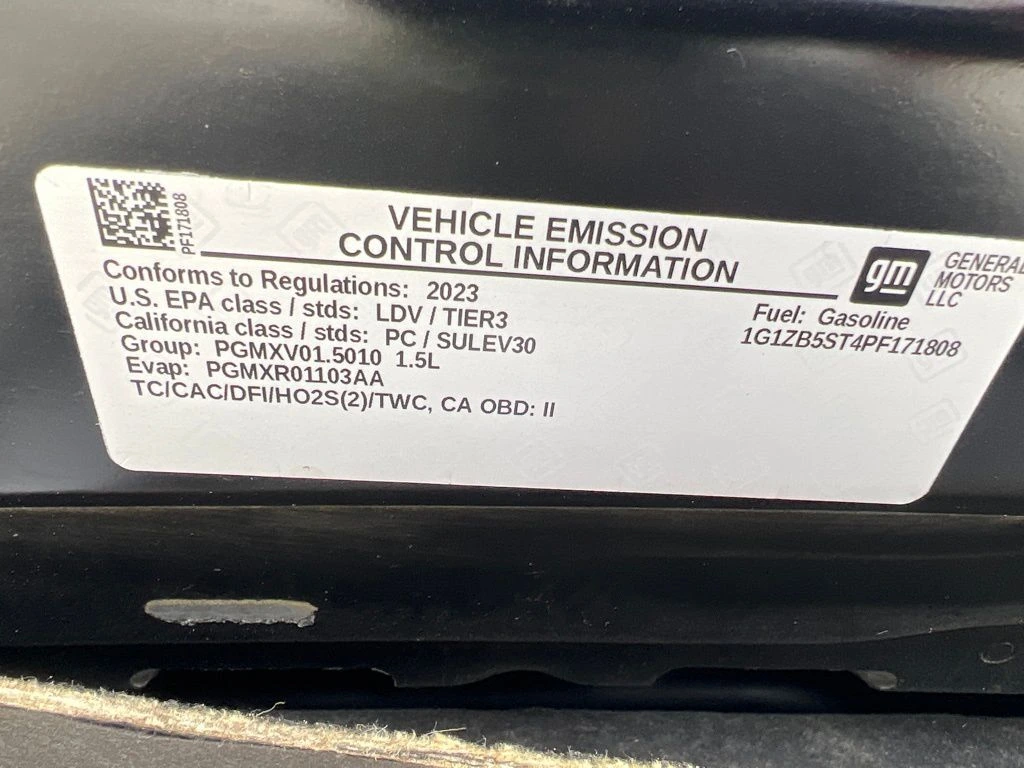 PF171808
VEHICLE EMISSION
CONTROL INFORMATION
gm
GENERAL
MOTORS
LLC
Conforms to Regulations: 2023
U.S. EPA class / stds: LDV / TIER3
California class / stds: PC / SULEV30
Group: PGMXV01.5010 1.5L
Evap: PGMXR01103AA
TC/CAC/DFI/HO2S(2)/TWC, CA OBD: II
Fuel: Gasoline
1G1ZB5ST4PF171808